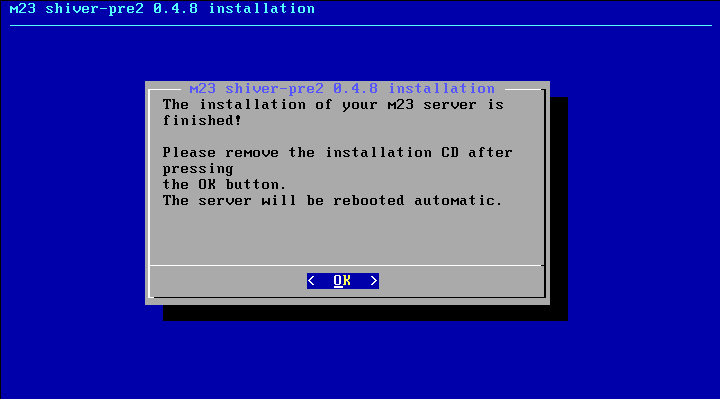 m23 shiver-pre2 0.4.8 installation
m23 shiver-pre2 0.4.8 installation
The installation of your m23 server is
finished!
Please remove the installation CD after
pressing
the OK button.
The server will be rebooted automatic.
< OK >